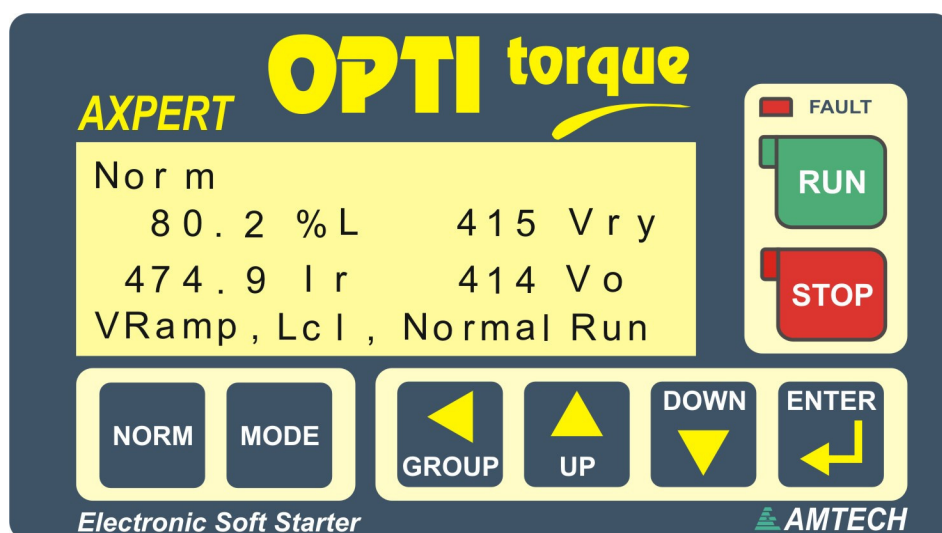 OPTI torque
AXPERT
Norm
80.2 %L 415 Vry
474.9 Ir 414 Vo
VRamp, Lcl, Normal Run
FAULT
RUN
STOP
NORM
MODE
GROUP
UP
DOWN
ENTER
Electronic Soft Starter
AMTECH